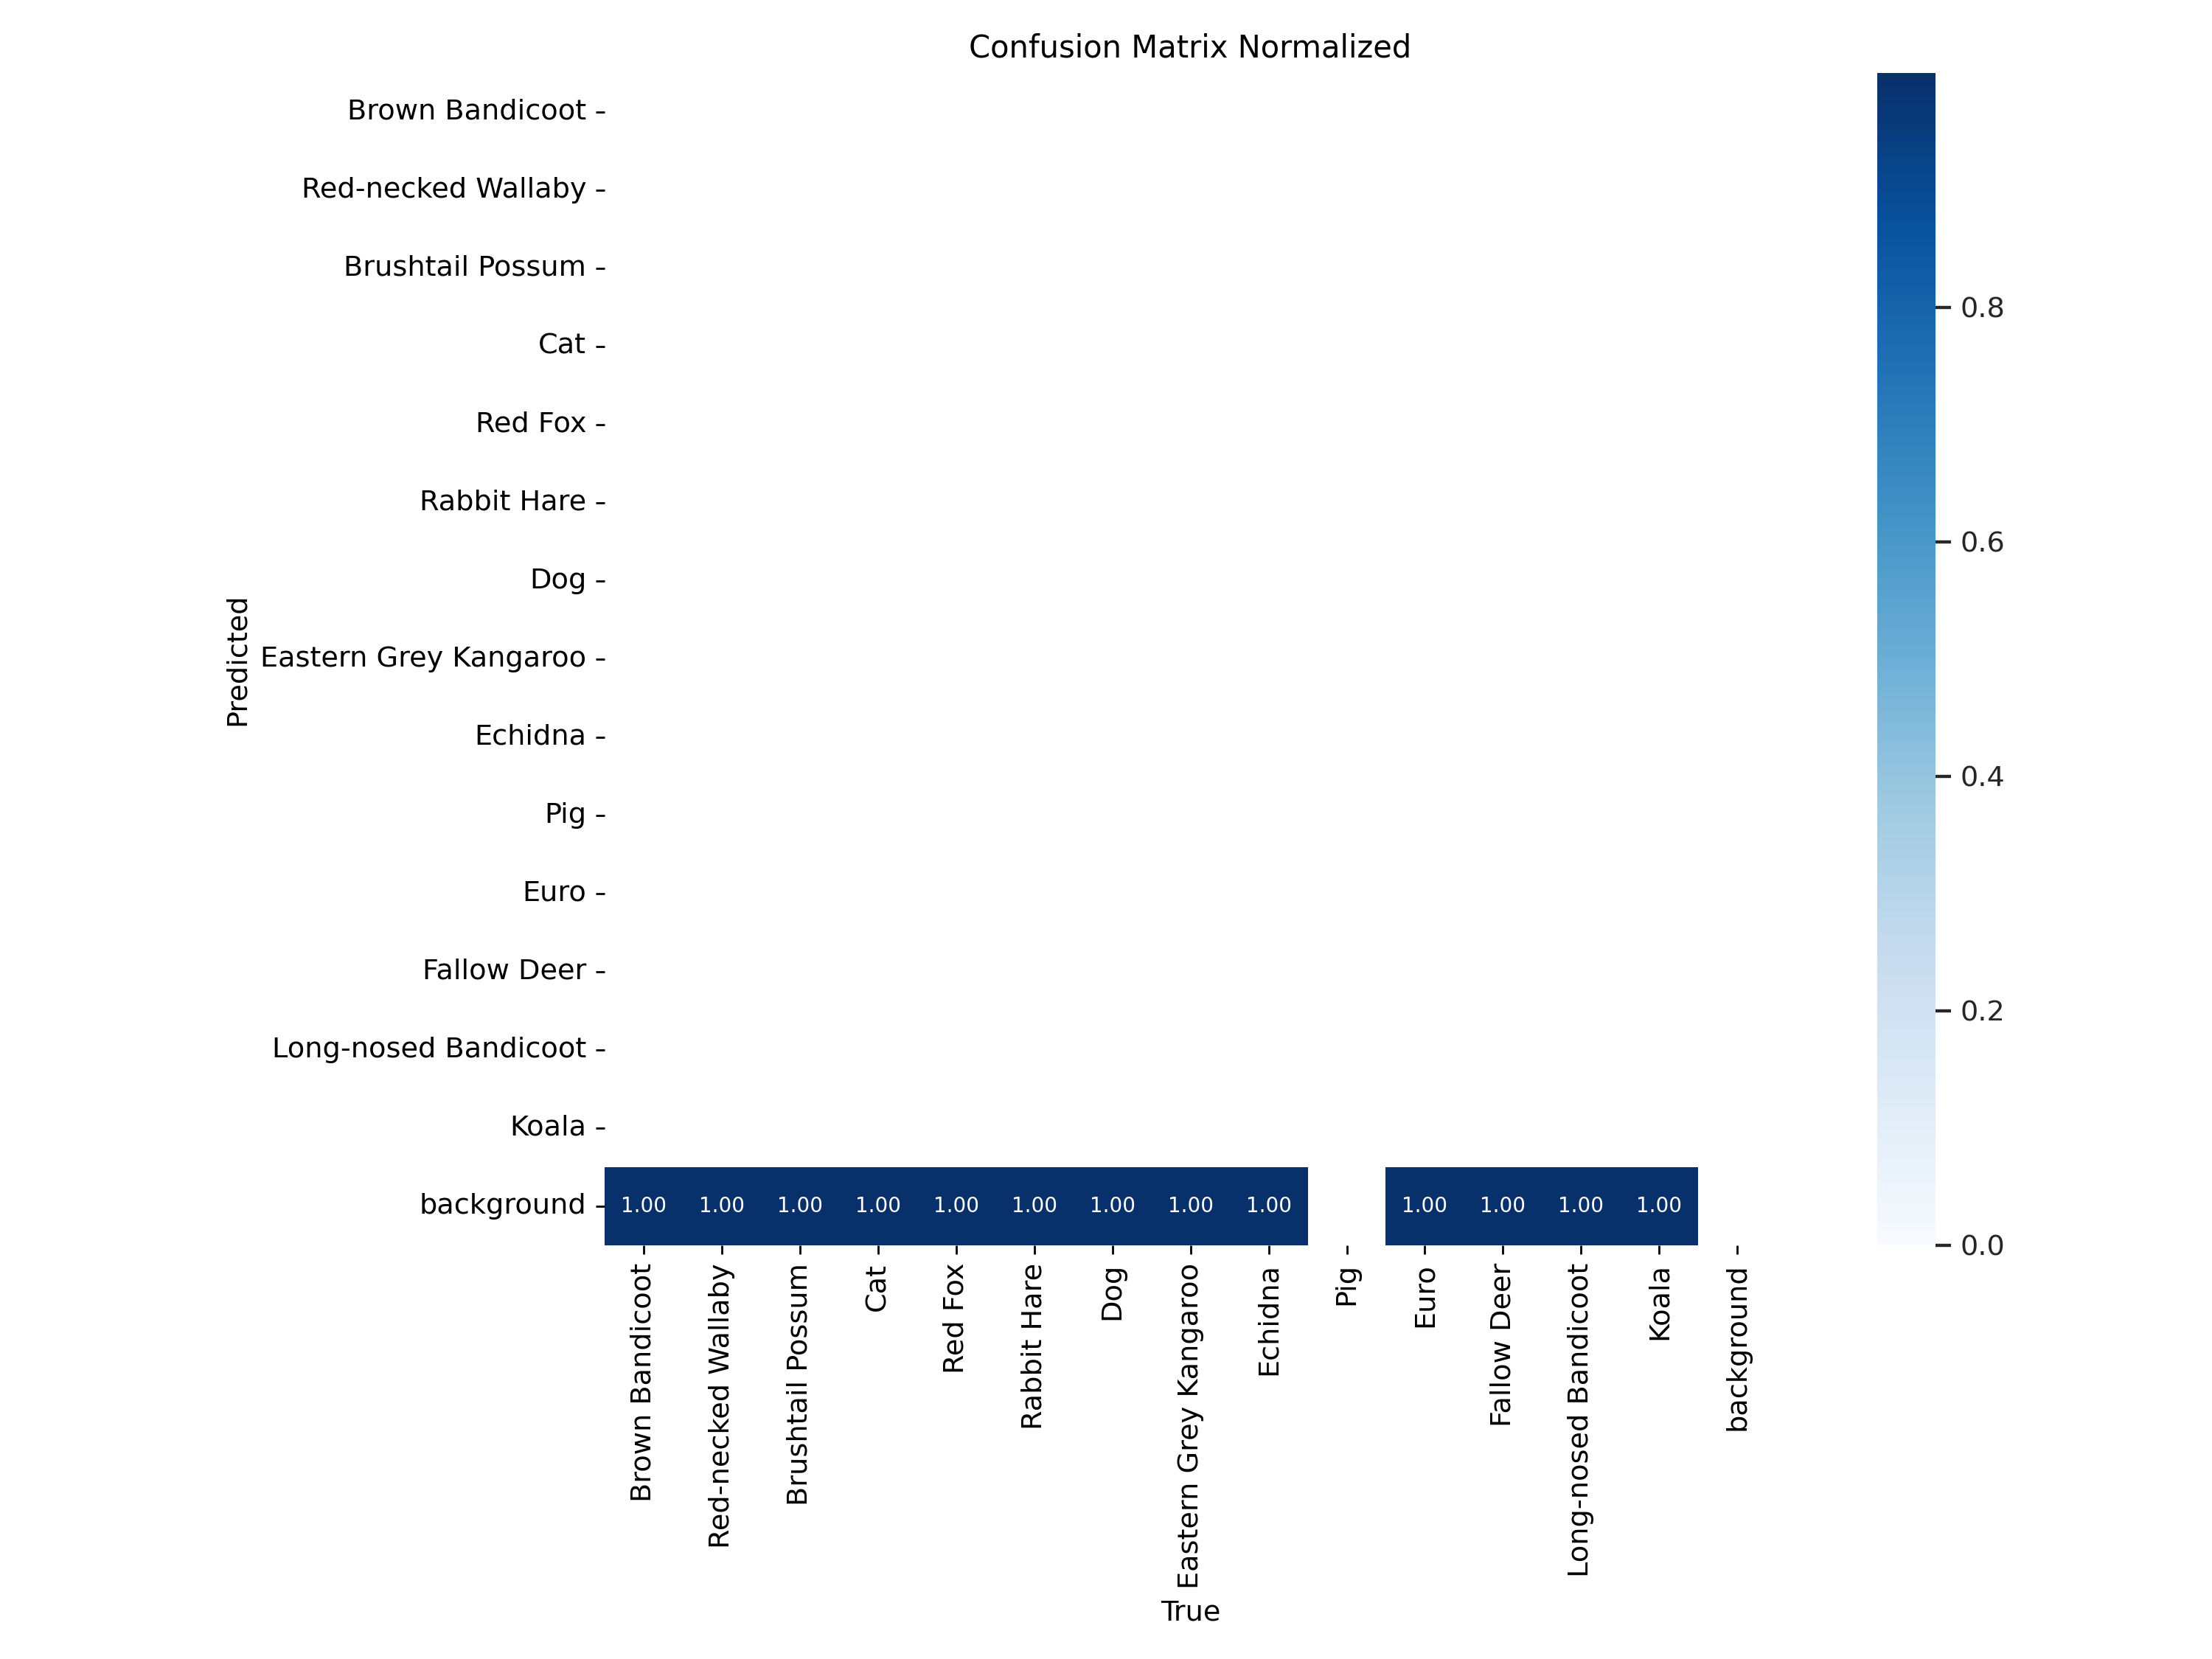 Confusion Matrix Normalized
Brown Bandicoot
Red-necked Wallaby
Brushtail Possum
Cat
Red Fox
Rabbit Hare
Dog
Eastern Grey Kangaroo
Echidna
Pig
Euro
Fallow Deer
Long-nosed Bandicoot
Koala
background
Predicted
1.00 1.00 1.00 1.00 1.00 1.00 1.00 1.00 1.00 1.00 1.00 1.00 1.00
Brown Bandicoot
Red-necked Wallaby
Brushtail Possum
Cat
Red Fox
Rabbit Hare
Dog
Eastern Grey Kangaroo
Echidna
Pig
Euro
Fallow Deer
Long-nosed Bandicoot
Koala
background
True
0.8
0.6
0.4
0.2
0.0